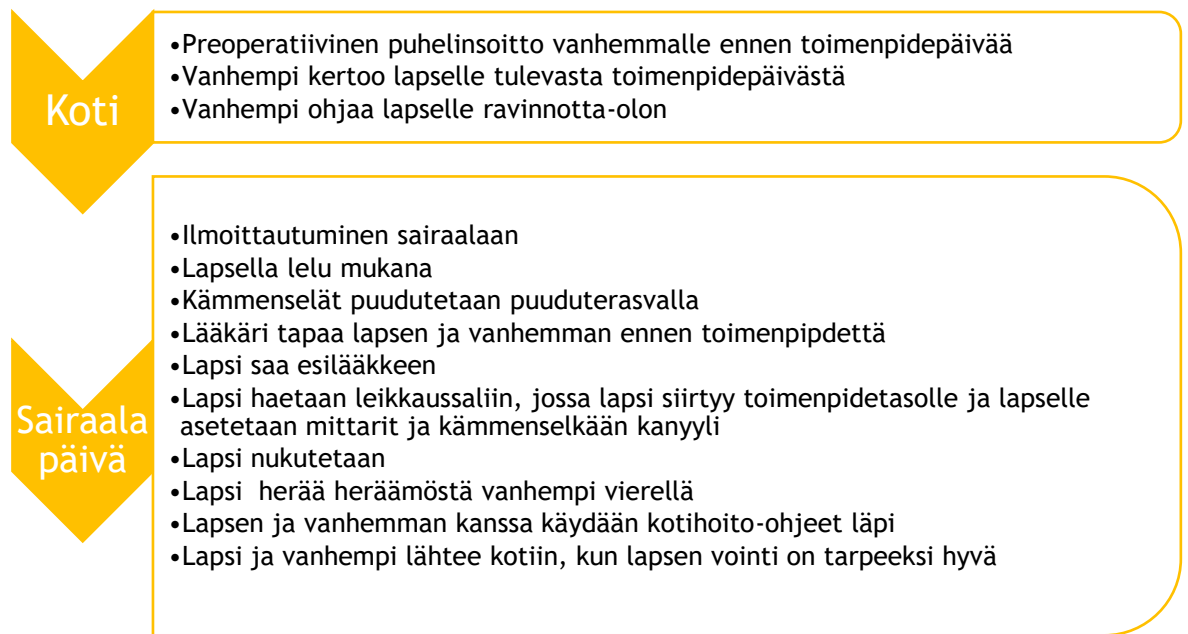 Koti
•Preoperatiivinen puhelinsoitto vanhemmalle ennen toimenpidepäivää
•Vanhempi kertoo lapselle tulevasta toimenpidepäivästä
•Vanhempi ohjaa lapselle ravinnotta-olon
Sairaala
päivä
•Ilmoittautuminen sairaalaan
•Lapsella lelu mukana
•Kämmenselät puudutetaan puuduterasvalla
•Lääkäri tapaa lapsen ja vanhemman ennen toimenpipdettä
•Lapsi saa esilääkkeen
•Lapsi haetaan leikkaussaliin, jossa lapsi siirtyy toimenpidetasolle ja lapselle
asetetaan mittarit ja kämmenselkään kanyyli
•Lapsi nukutetaan
•Lapsi  herää heräämöstä vanhempi vierellä
•Lapsen ja vanhemman kanssa käydään kotihoito-ohjeet läpi
•Lapsi ja vanhempi lähtee kotiin, kun lapsen vointi on tarpeeksi hyvä